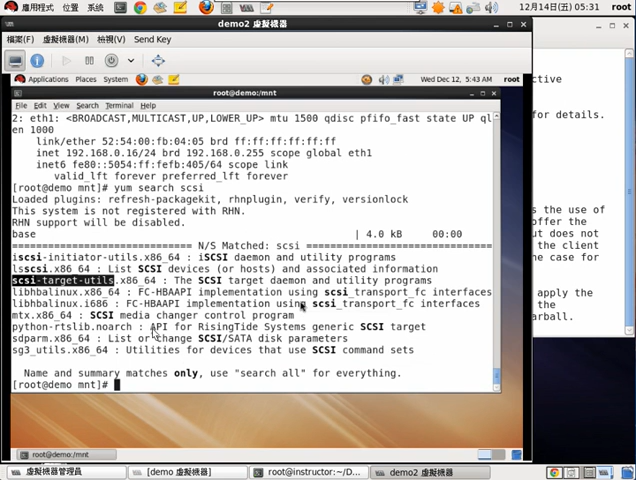 應用程式 位置 系統 12月14日(五) 05:31 root
demo2 虛擬機器
檔案(F) 虛擬機器(M) 檢視(V) Send Key
Applications Places System Wed Dec 12, 5:43 AM root
root@demo:/mnt
File Edit View Search Terminal Help
2: eth1: <BROADCAST,MULTICAST,UP,LOWER_UP> mtu 1500 qdisc pfifo_fast state UP ql
en 1000
link/ether 52:54:00:fb:04:05 brd ff:ff:ff:ff:ff:ff
inet 192.168.0.16/24 brd 192.168.0.255 scope global eth1
inet6 fe80::5054:ff:fefb:405/64 scope link
valid_lft forever preferred_lft forever
[root@demo mnt]# yum search scsi
Loaded plugins: refresh-packagekit, rhnplugin, verify, versionlock
This system is not registered with RHN.
RHN support will be disabled.
base | 4.0 kB 00:00
N/S Matched: scsi
iscsi-initiator-utils.x86_64 : iSCSI daemon and utility programs
lsscsi.x86_64 : List SCSI devices (or hosts) and associated information
scsi-target-utils.x86_64 : The SCSI target daemon and utility programs
libhbalinux.x86_64 : FC-HBAAPI implementation using scsi_transport_fc interfaces
libhbalinux.i686 : FC-HBAAPI implementation using scsi_transport_fc interfaces
mtx.x86_64 : SCSI media changer control program
python-rtslib.noarch : API for RisingTide Systems generic SCSI target
sdparm.x86_64 : List or change SCSI/SATA disk parameters
sg3_utils.x86_64 : Utilities for devices that use SCSI command sets
Name and summary matches only, use "search all" for everything.
[root@demo mnt]#
ctive
for details.
s the use of
offer the
out does not
the client
e case for
apply the
arball.
root@demo:/mnt
虛擬機器管理員 [demo 虛擬機器] root@instructor:~/D... demo2 虛擬機器